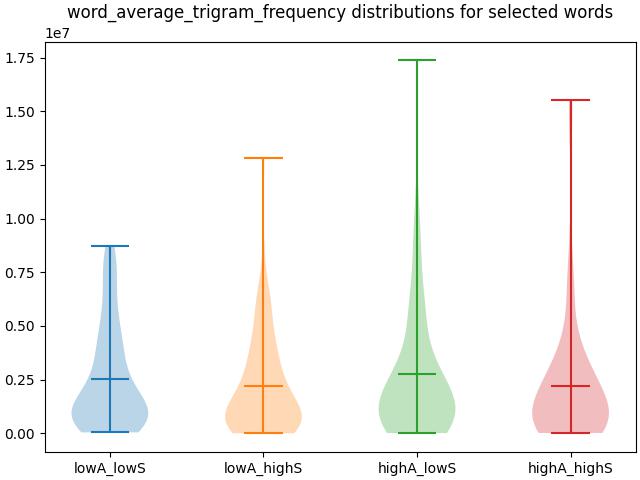 word_average_trigram_frequency distributions for selected words
1e7
1.75
1.50
1.25
1.00
0.75
0.50
0.25
0.00
lowA_lowS lowA_highS highA_lowS highA_highS